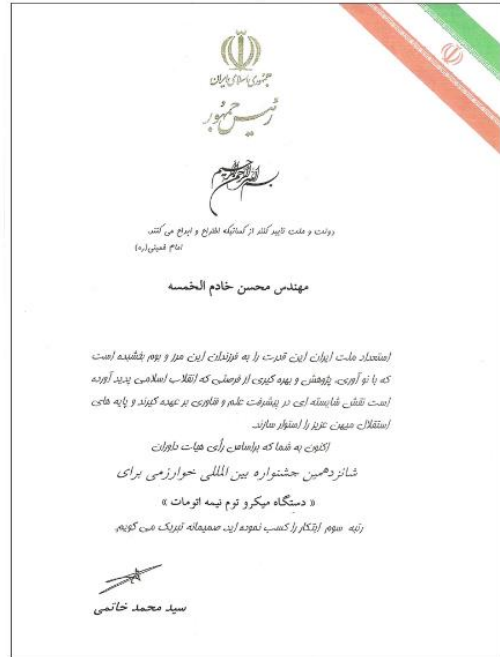 جمهوری اسلامی ایران
رئیس جمهور
بسم الله الرحمن الرحیم
دولت و ملت تایید کنند از کسانیکه اختراع و ابداع می کنند.
امام خمینی(ره)
مهندس محسن خادم الخمسه
استعداد ملت ایران این قدرت را به فرزندان این مرز و بوم بخشیده است
که با نو آوری، پژوهش و بهره گیری از فرصتی که انقلاب اسلامی پدید آورده
است نقش شایسته ای در پیشرفت علم و فناوری بر عهده گیرند و پایه های
استقلال میهن عزیز را استوار سازند.
اکنون به شما که براساس رأی هیات داوران
شانزدهمین جشنواره بین المللی خوارزمی برای
« دستگاه میکرو توم نیمه اتومات »
رتبه سوم ابتکار را کسب نموده اید، صمیمانه تبریک می گویم.
سید محمد خاتمی